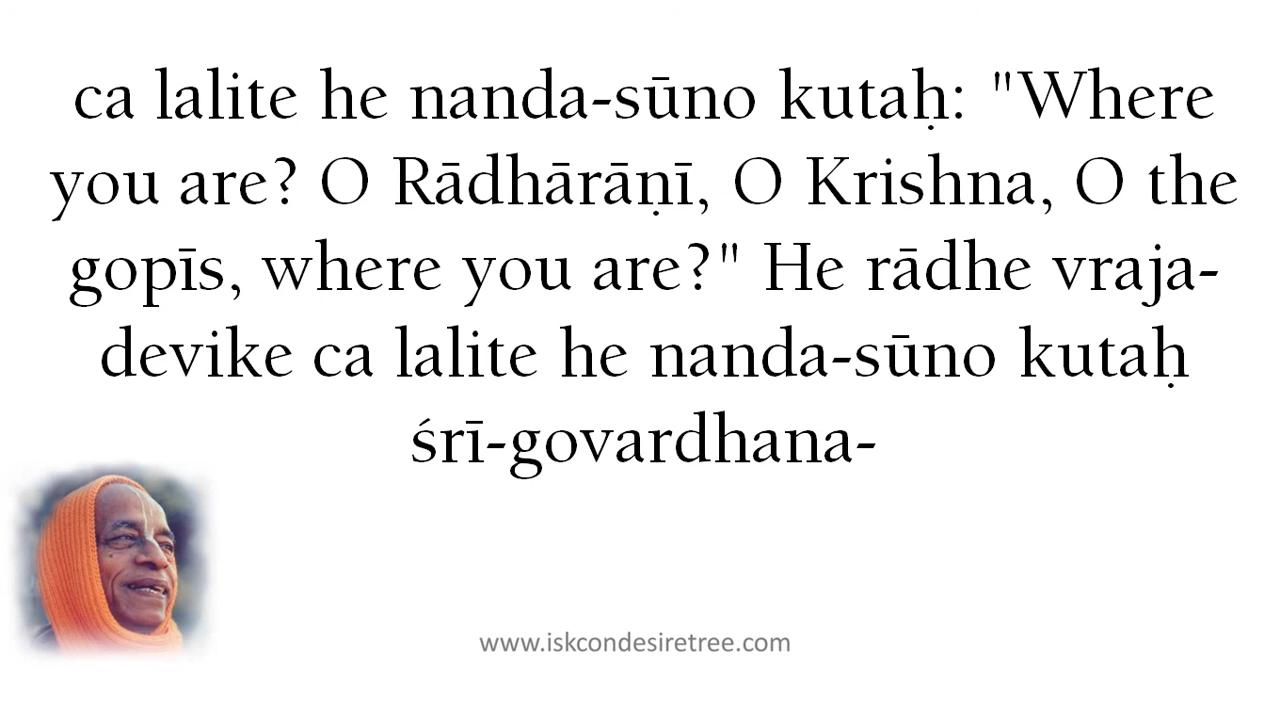 ca lalite he nanda-sūno kutaḥ: "Where
you are? O Rādhārāṇī, O Krishna, O the
gopīs, where you are?" He rādhe vraja-
devike ca lalite he nanda-sūno kutaḥ
śrī-govardhana-
www.iskcondesiretree.com